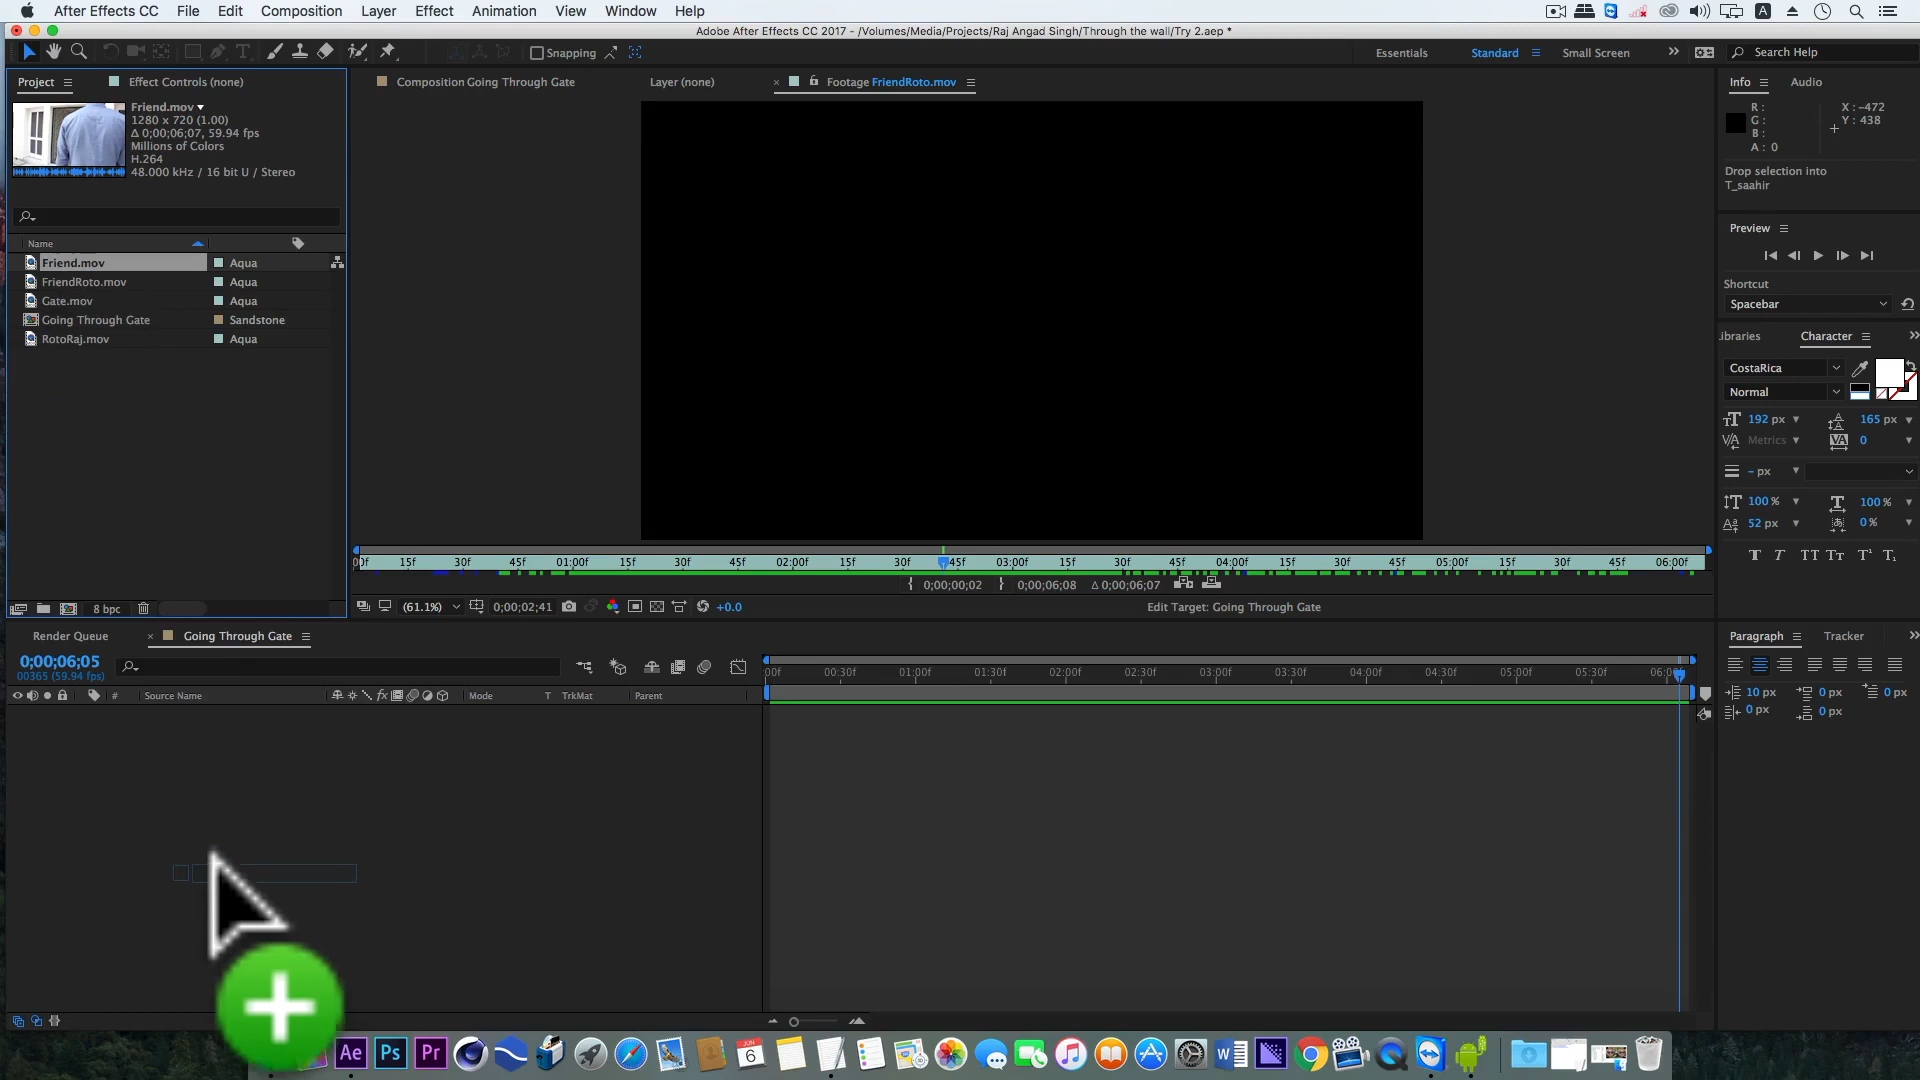 After Effects CC File Edit Composition Layer Effect Animation View Window Help
Adobe After Effects CC 2017 - /Volumes/Media/Projects/Raj Angad Singh/Through the wall/Try 2.aep *
Snapping
Essentials Standard Small Screen Search Help
Project Effect Controls (none) Composition Going Through Gate Layer (none) Footage FriendRoto.mov Info Audio
Friend.mov
1280 x 720 (1.00)
Δ 0;00;06;07, 59.94 fps
Millions of Colors
H.264
48.000 kHz / 16 bit U / Stereo
R :
G :
B :
A : 0
X : -472
Y : 438
Drop selection into
T_saahir
Name
Friend.mov Aqua
FriendRoto.mov Aqua
Gate.mov Aqua
Going Through Gate Sandstone
RotoRaj.mov Aqua
Preview
Shortcut
Spacebar
ibraries Character
CostaRica
Normal
192 px 165 px
Metrics 0
- px
100 % 100 %
52 px 0 %
T T TT Tт T¹ T₁
0f 15f 30f 45f 01:00f 15f 30f 45f 02:00f 15f 30f 45f 03:00f 15f 30f 45f 04:00f 15f 30f 45f 05:00f 15f 30f 45f 06:00f
0;00;00;02 0;00;06;08 Δ 0;00;06;07
8 bpc (61.1%) 0;00;02;41 +0.0 Edit Target: Going Through Gate
Render Queue Going Through Gate
0;00;06;05
00365 (59.94 fps)
# Source Name fx Mode T TrkMat Parent
00f 00:30f 01:00f 01:30f 02:00f 02:30f 03:00f 03:30f 04:00f 04:30f 05:00f 05:30f 06:0
Paragraph Tracker
10 px 0 px 0 px
0 px 0 px
Ae Ps Pr JUN 6 W